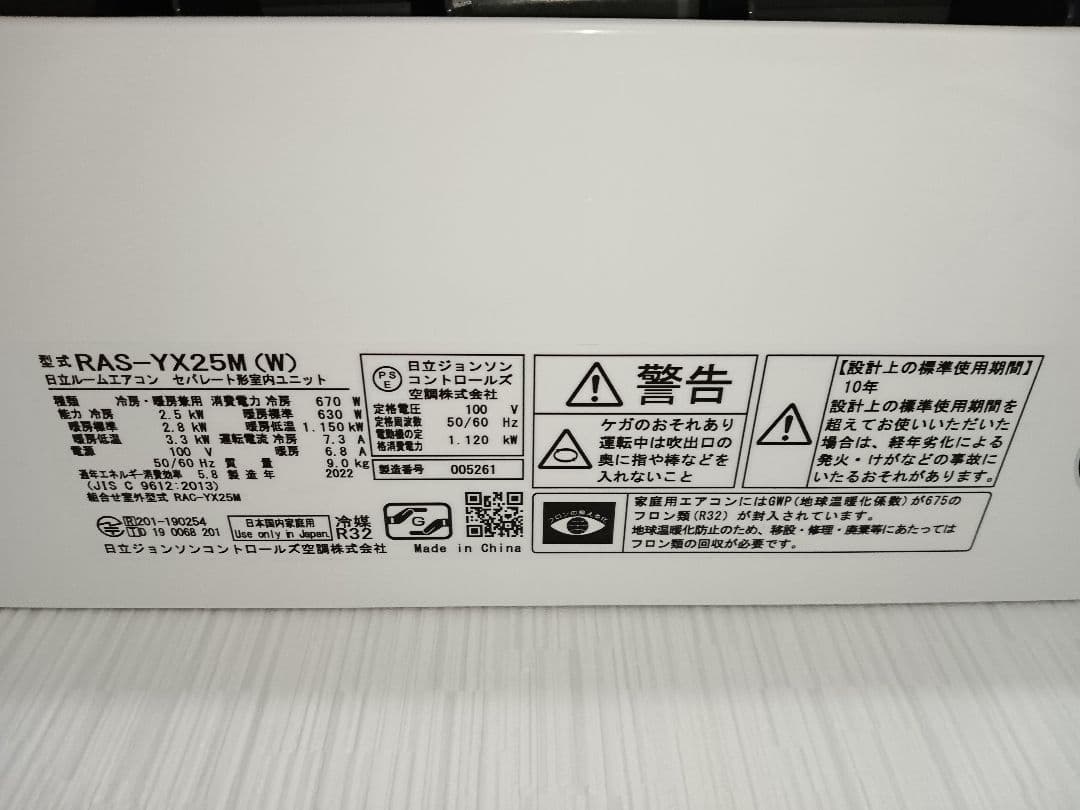 型式 RAS-YX25M(W)
日立ルームエアコン セパレート形室内ユニット
種類 冷房・暖房兼用 消費電力 冷房 670 W
能力 冷房 2.5 kW 暖房標準 630 W
暖房標準 2.8 kW 暖房低温 1.150 kW
暖房低温 3.3 kW 運転電流 冷房 7.3 A
電源 100 V 暖房 6.8 A
50/60 Hz 質量 9.0 kg
通年エネルギー消費効率 5.8 製造年 2022
(JIS C 9612:2013)
組合せ室外型式 RAC-YX25M
PSE
日立ジョンソン
コントロールズ
空調株式会社
定格電圧 100 V
定格周波数 50/60 Hz
電動機の定格消費電力 1.120 kW
製造番号 005261
R 201-190254
D 19 0068 201
日本国内家庭用
Use only in Japan.
冷媒
R32
G
日立ジョンソンコントロールズ空調株式会社 Made in China
警告
ケガのおそれあり
運転中は吹出口の
奥に指や棒などを
入れないこと
【設計上の標準使用期間】
10年
設計上の標準使用期間を
超えてお使いいただいた
場合は、経年劣化による
発火・けがなどの事故に
いたるおそれがあります。
家庭用エアコンにはGWP(地球温暖化係数)が675の
フロン類(R32)が封入されています。
地球温暖化防止のため、移設・修理・廃棄等にあたっては
フロン類の回収が必要です。